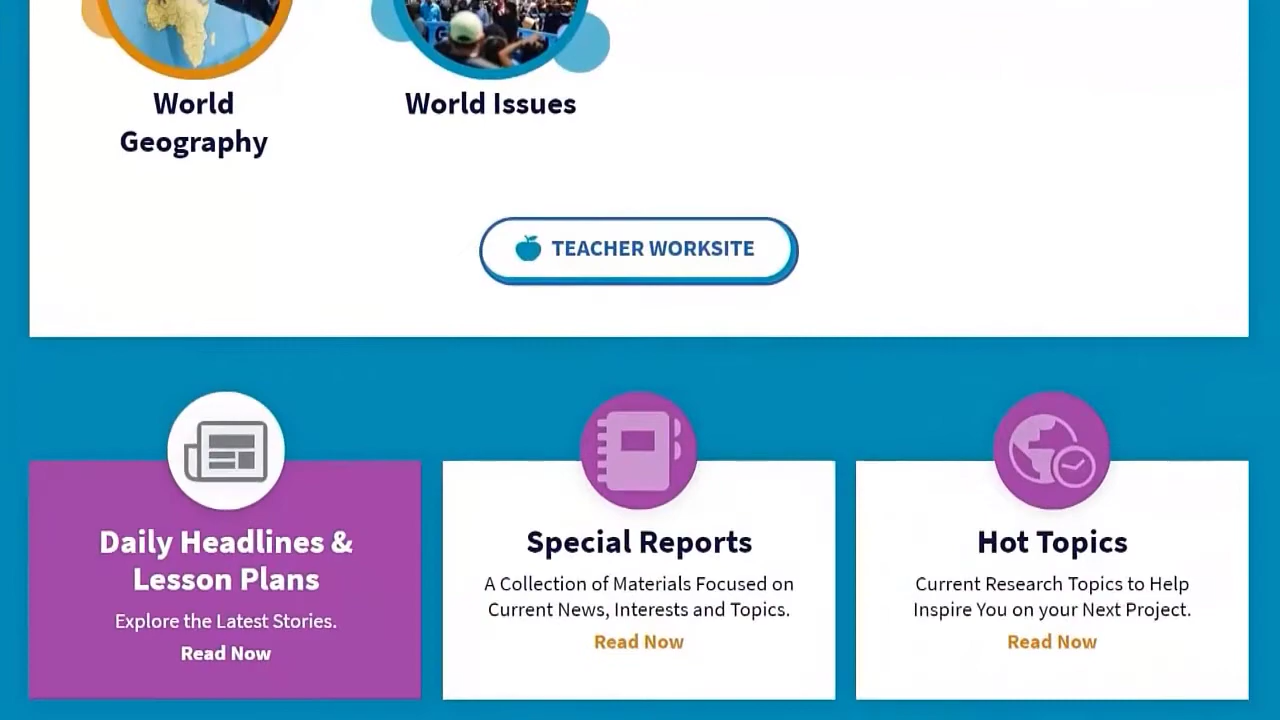 World
Geography
World Issues
TEACHER WORKSITE
Daily Headlines &
Lesson Plans
Explore the Latest Stories.
Read Now
Special Reports
A Collection of Materials Focused on
Current News, Interests and Topics.
Read Now
Hot Topics
Current Research Topics to Help
Inspire You on your Next Project.
Read Now